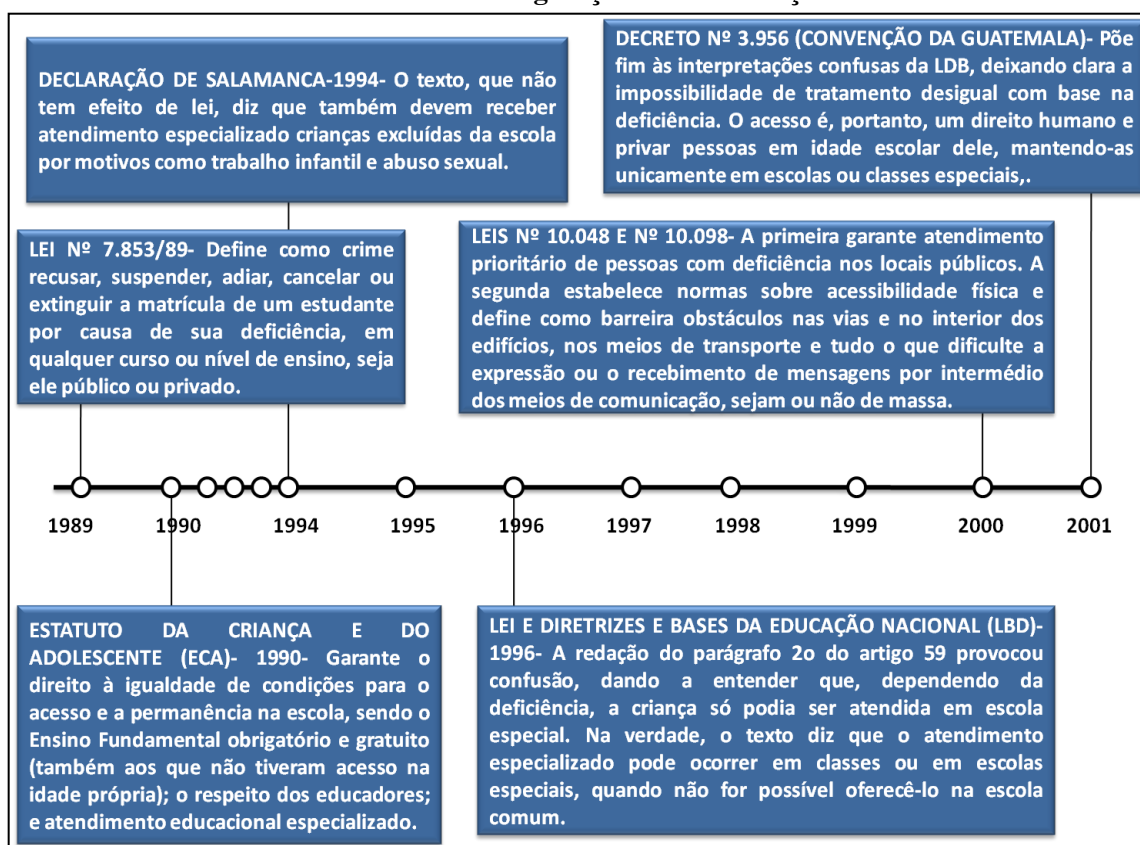 DECLARAÇÃO DE SALAMANCA-1994- O texto, que não
tem efeito de lei, diz que também devem receber
atendimento especializado crianças excluídas da escola
por motivos como trabalho infantil e abuso sexual.
DECRETO Nº 3.956 (CONVENÇÃO DA GUATEMALA)- Põe
fim às interpretações confusas da LDB, deixando clara a
impossibilidade de tratamento desigual com base na
deficiência. O acesso é, portanto, um direito humano e
privar pessoas em idade escolar dele, mantendo-as
unicamente em escolas ou classes especiais,.
LEI Nº 7.853/89- Define como crime
recusar, suspender, adiar, cancelar ou
extinguir a matrícula de um estudante
por causa de sua deficiência, em
qualquer curso ou nível de ensino, seja
ele público ou privado.
LEIS Nº 10.048 E Nº 10.098- A primeira garante atendimento
prioritário de pessoas com deficiência nos locais públicos. A
segunda estabelece normas sobre acessibilidade física e
define como barreira obstáculos nas vias e no interior dos
edifícios, nos meios de transporte e tudo o que dificulte a
expressão ou o recebimento de mensagens por intermédio
dos meios de comunicação, sejam ou não de massa.
1989 1990 1994 1995 1996 1997 1998 1999 2000 2001
ESTATUTO DA CRIANÇA E DO
ADOLESCENTE (ECA)- 1990- Garante o
direito à igualdade de condições para o
acesso e a permanência na escola, sendo o
Ensino Fundamental obrigatório e gratuito
(também aos que não tiveram acesso na
idade própria); o respeito dos educadores;
e atendimento educacional especializado.
LEI E DIRETRIZES E BASES DA EDUCAÇÃO NACIONAL (LBD)-
1996- A redação do parágrafo 2o do artigo 59 provocou
confusão, dando a entender que, dependendo da
deficiência, a criança só podia ser atendida em escola
especial. Na verdade, o texto diz que o atendimento
especializado pode ocorrer em classes ou em escolas
especiais, quando não for possível oferecê-lo na escola
comum.